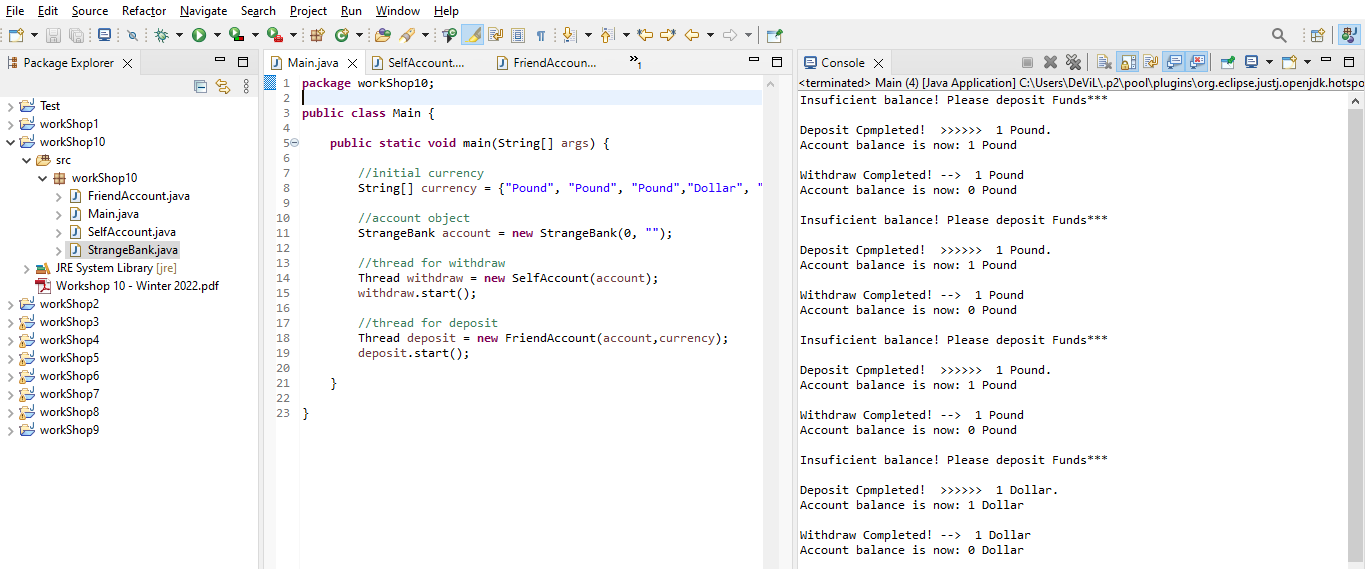 File Edit Source Refactor Navigate Search Project Run Window Help
Package Explorer
Test
workShop1
workShop10
src
workShop10
FriendAccount.java
Main.java
SelfAccount.java
StrangeBank.java
JRE System Library [jre]
Workshop 10 - Winter 2022.pdf
workShop2
workShop3
workShop4
workShop5
workShop6
workShop7
workShop8
workShop9
Main.java SelfAccount.... FriendAccoun... »1
1 package workShop10;
2
3 public class Main {
4
5 public static void main(String[] args) {
6
7 //initial currency
8 String[] currency = {"Pound", "Pound", "Pound","Dollar", "
9
10 //account object
11 StrangeBank account = new StrangeBank(0, "");
12
13 //thread for withdraw
14 Thread withdraw = new SelfAccount(account);
15 withdraw.start();
16
17 //thread for deposit
18 Thread deposit = new FriendAccount(account,currency);
19 deposit.start();
20
21 }
22
23 }
Console
<terminated> Main (4) [Java Application] C:\Users\DeViL\.p2\pool\plugins\org.eclipse.justj.openjdk.hotspo
Insuficient balance! Please deposit Funds***
Deposit Cpmpleted! >>>>>> 1 Pound.
Account balance is now: 1 Pound
Withdraw Completed! --> 1 Pound
Account balance is now: 0 Pound
Insuficient balance! Please deposit Funds***
Deposit Cpmpleted! >>>>>> 1 Pound.
Account balance is now: 1 Pound
Withdraw Completed! --> 1 Pound
Account balance is now: 0 Pound
Insuficient balance! Please deposit Funds***
Deposit Cpmpleted! >>>>>> 1 Pound.
Account balance is now: 1 Pound
Withdraw Completed! --> 1 Pound
Account balance is now: 0 Pound
Insuficient balance! Please deposit Funds***
Deposit Cpmpleted! >>>>>> 1 Dollar.
Account balance is now: 1 Dollar
Withdraw Completed! --> 1 Dollar
Account balance is now: 0 Dollar